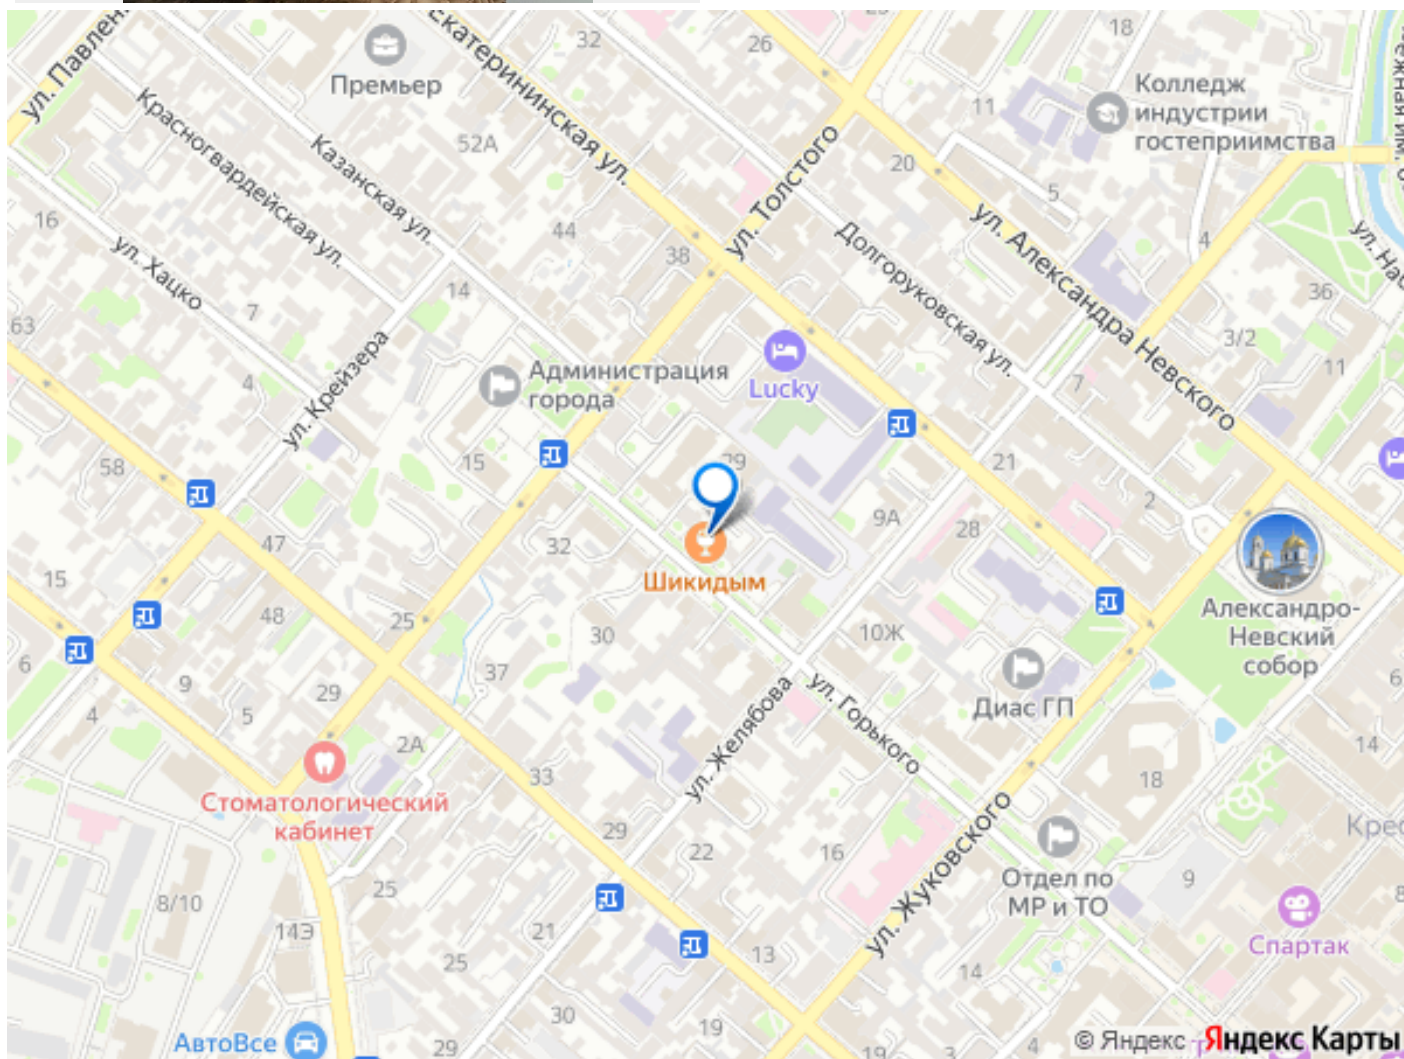 ул. Павлен
Екатерининская ул.
32
26
25
18
Премьер
Колледж
индустрии
гостеприимства
11
Красногвардейская ул.
Казанская ул.
52А
ул. Толстого
20
5
16
ул. Хацко
44
38
Долгоруковская ул.
ул. Александра Невского
4
ул. Наб
36
63
7
14
3/2
11
4
ул. Крейзера
Администрация
города
Lucky
7
58
15
29
21
2
47
32
9А
28
15
Шикидым
Александро-
Невский
собор
48
25
30
10Ж
6
9
29
37
ул. Желябова
ул. Горького
Диас ГП
6
4
5
2А
33
18
14
Стоматологический
кабинет
29
22
16
ул. Жуковского
Крес
8/10
25
Отдел по
МР и ТО
9
8
14Э
21
Спартак
25
13
14
АвтоВсе
29
30
19
19
4
© Яндекс
Яндекс Карты